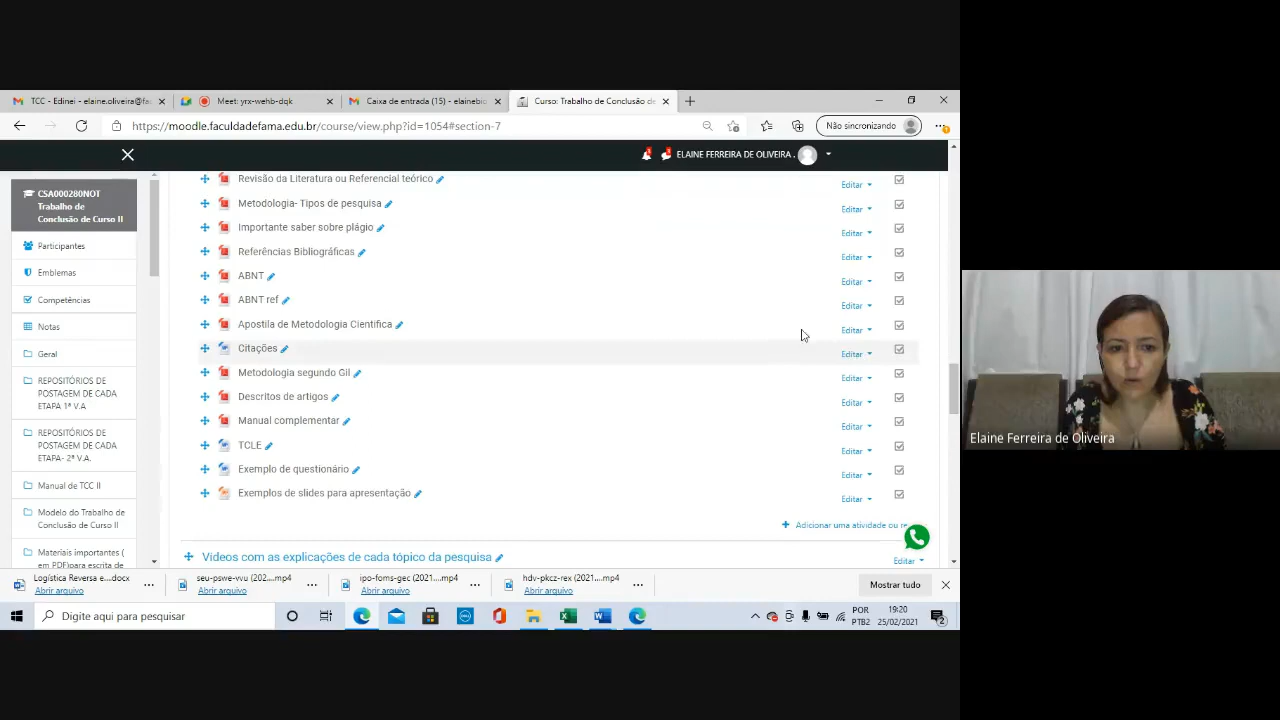 TCC - Edinei - elaine.oliveira@fac
Meet: yrx-wehb-dqk
Caixa de entrada (15) - elainebio
Curso: Trabalho de Conclusão de
https://moodle.faculdadefama.edu.br/course/view.php?id=1054#section-7
Não sincronizando
ELAINE FERREIRA DE OLIVEIRA .
CSA000280NOT
Trabalho de
Conclusão de Curso II
Participantes
Emblemas
Competências
Notas
Geral
REPOSITÓRIOS DE
POSTAGEM DE CADA
ETAPA 1ª V.A
REPOSITÓRIOS DE
POSTAGEM DE CADA
ETAPA- 2ª V.A.
Manual de TCC II
Modelo do Trabalho de
Conclusão de Curso II
Materiais importantes (
em PDF)para escrita de
Revisão da Literatura ou Referencial teórico
Editar
Metodologia- Tipos de pesquisa
Editar
Importante saber sobre plágio
Editar
Referências Bibliográficas
Editar
ABNT
Editar
ABNT ref
Editar
Apostila de Metodologia Cientifica
Editar
Citações
Editar
Metodologia segundo Gil
Editar
Descritos de artigos
Editar
Manual complementar
Editar
TCLE
Editar
Exemplo de questionário
Editar
Exemplos de slides para apresentação
Editar
Adicionar uma atividade ou re
Videos com as explicações de cada tópico da pesquisa
Editar
Elaine Ferreira de Oliveira
Logística Reversa e....docx
Abrir arquivo
seu-pswe-vvu (202....mp4
Abrir arquivo
ipo-foms-gec (2021....mp4
Abrir arquivo
hdv-pkcz-rex (2021....mp4
Abrir arquivo
Mostrar tudo
Digite aqui para pesquisar
POR
PTB2
19:20
25/02/2021
2